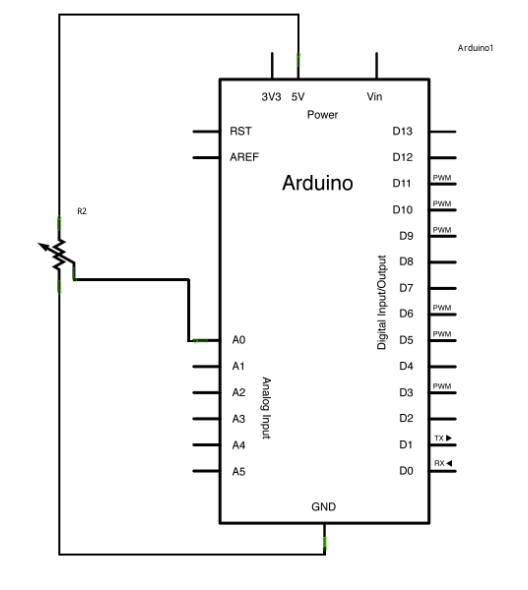 Arduino1
3V3 5V Vin
Power
RST D13
AREF D12
Arduino
D11 PWM
D10 PWM
D9 PWM
R2
D8
D7
Digital Input/Output
D6 PWM
A0 D5 PWM
A1 D4
A2 D3 PWM
Analog Input
A3 D2
A4 D1 TX
A5 D0 RX
GND